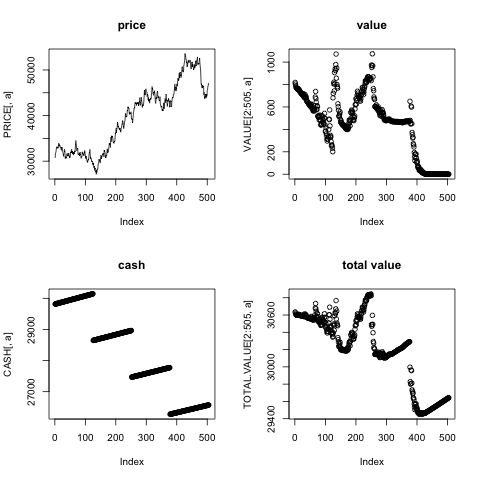 price
PRICE[, a]
30000 40000 50000
0 100 200 300 400 500
Index
value
VALUE[2:505, a]
0 200 400 600 1000
0 100 200 300 400 500
Index
cash
CASH[, a]
27000 29000
0 100 200 300 400 500
Index
total value
TOTAL.VALUE[2:505, a]
29400 30000 30600
0 100 200 300 400 500
Index